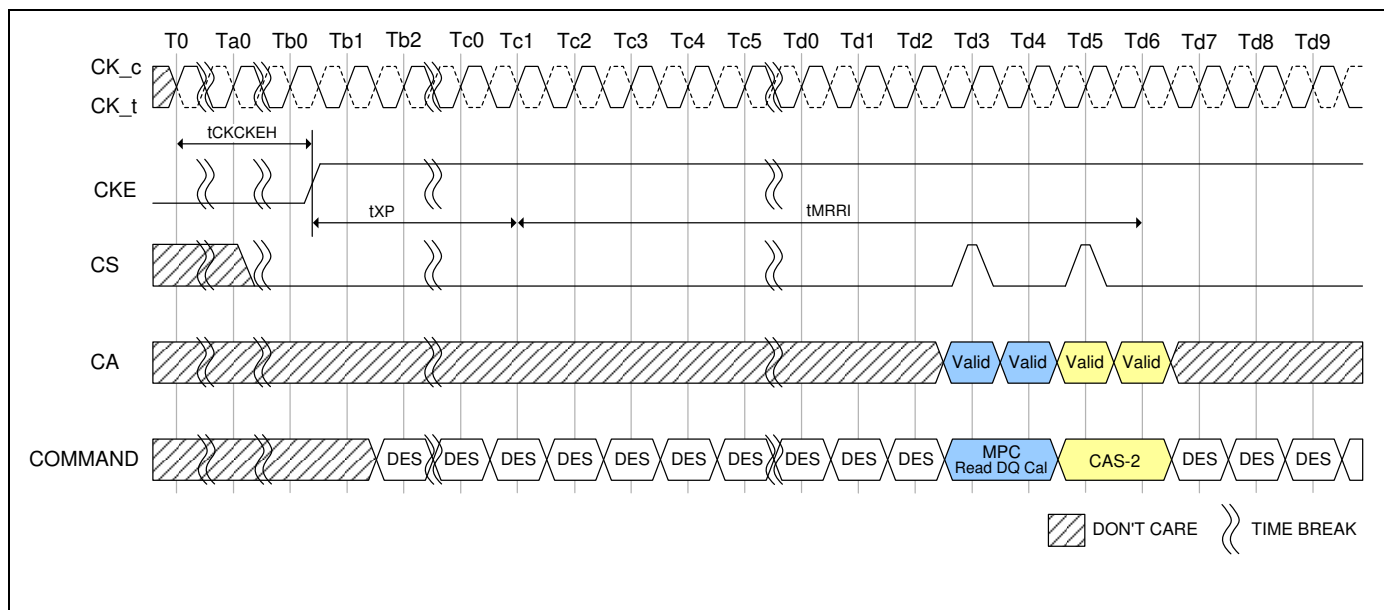 T0 Ta0 Tb0 Tb1 Tb2 Tc0 Tc1 Tc2 Tc3 Tc4 Tc5 Td0 Td1 Td2 Td3 Td4 Td5 Td6 Td7 Td8 Td9
CK_c
CK_t
tCKCKEH
CKE
tXP tMRRI
CS
CA Valid Valid Valid Valid
COMMAND DES DES DES DES DES DES DES DES DES DES MPC Read DQ Cal CAS-2 DES DES DES
DON'T CARE TIME BREAK